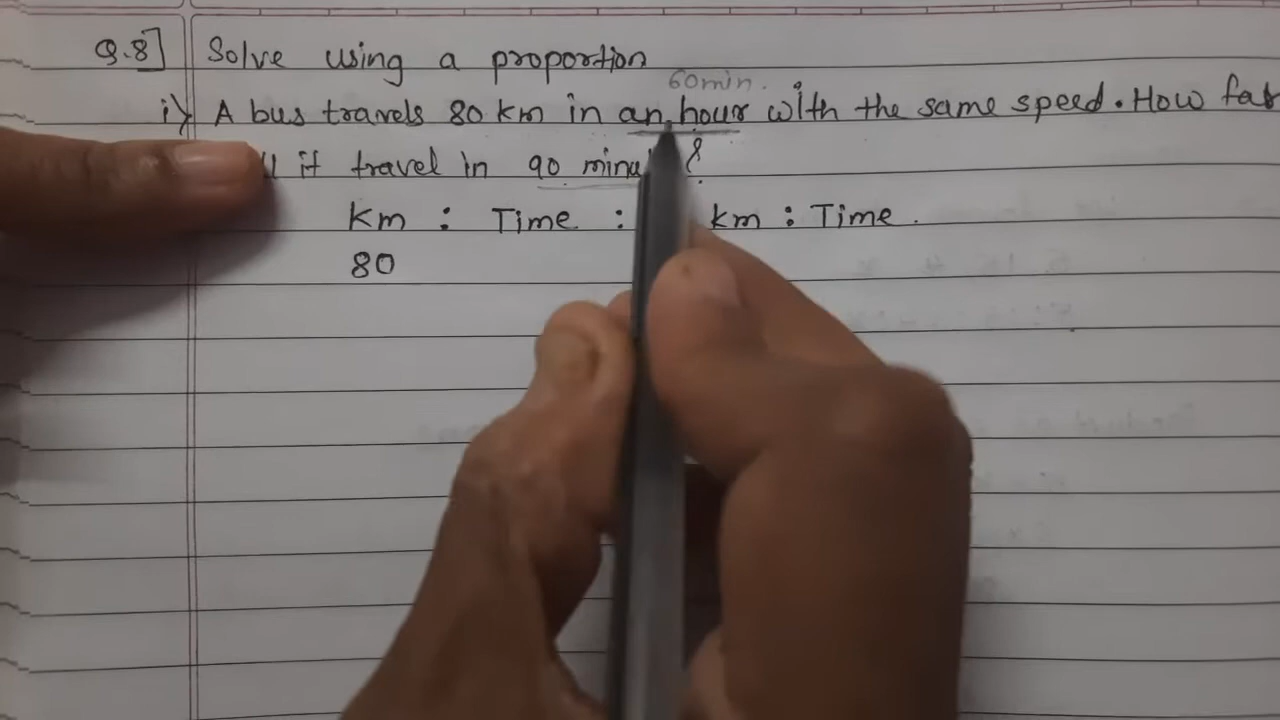 Q.8] Solve using a proportion
60min.
i) A bus travels 80 km in an hour with the same speed. How far
it travel in 90 ?
Km : Time : km : Time.
80